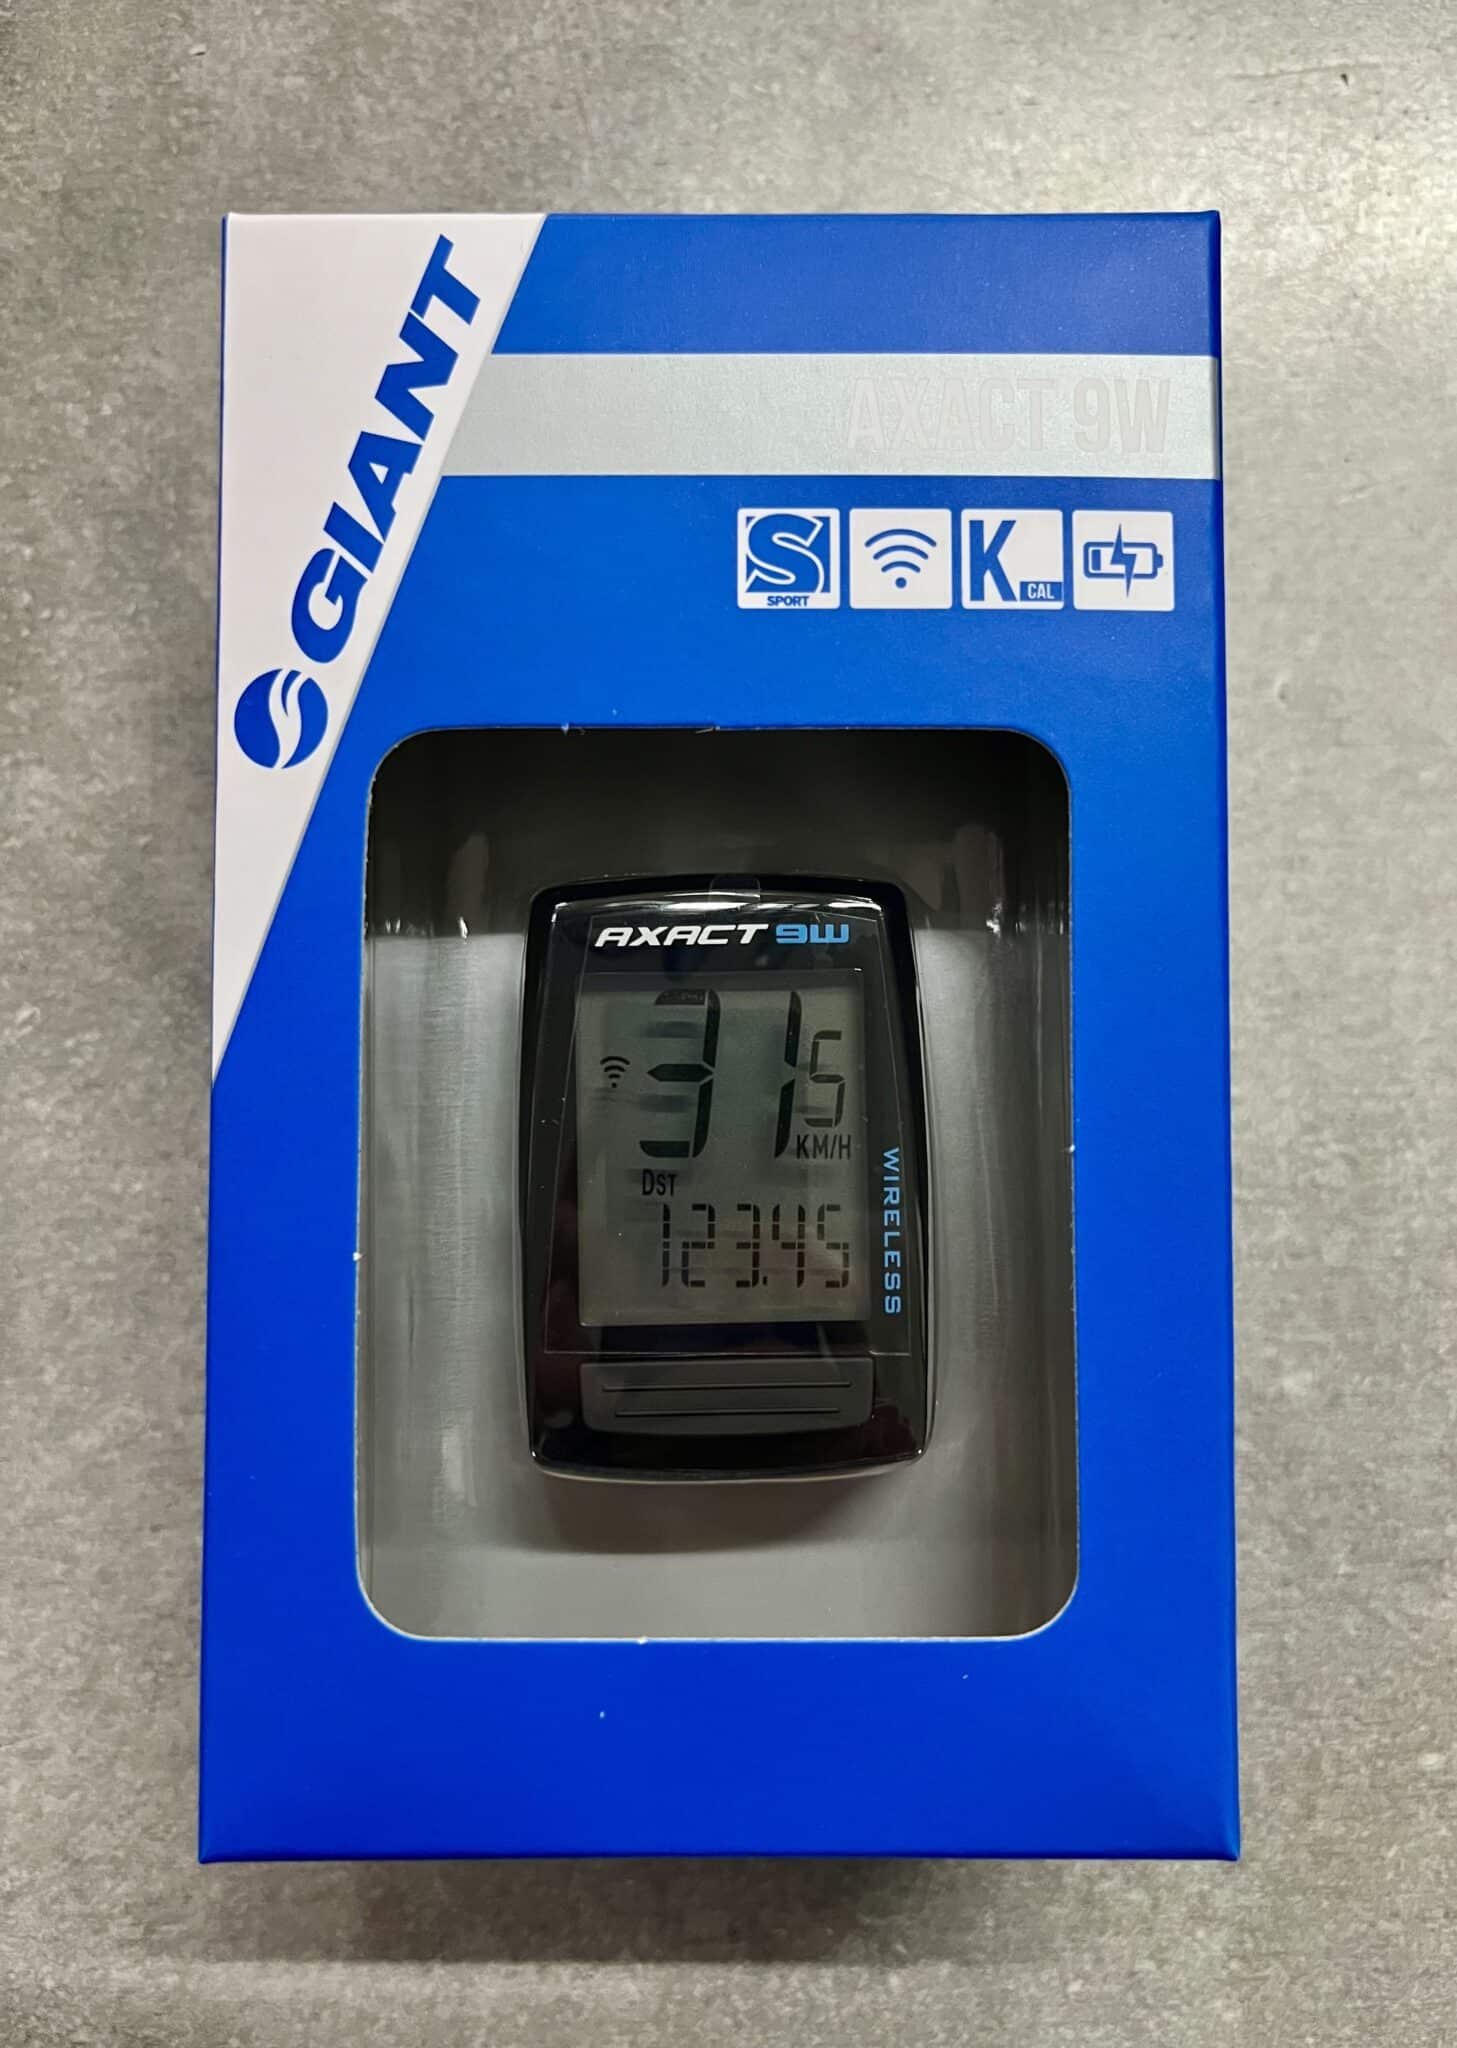 GIANT
AXACT 9W
S
SPORT
K
CAL
AXACT 9W
31.5
KM/H
DST
123.45
WIRELESS